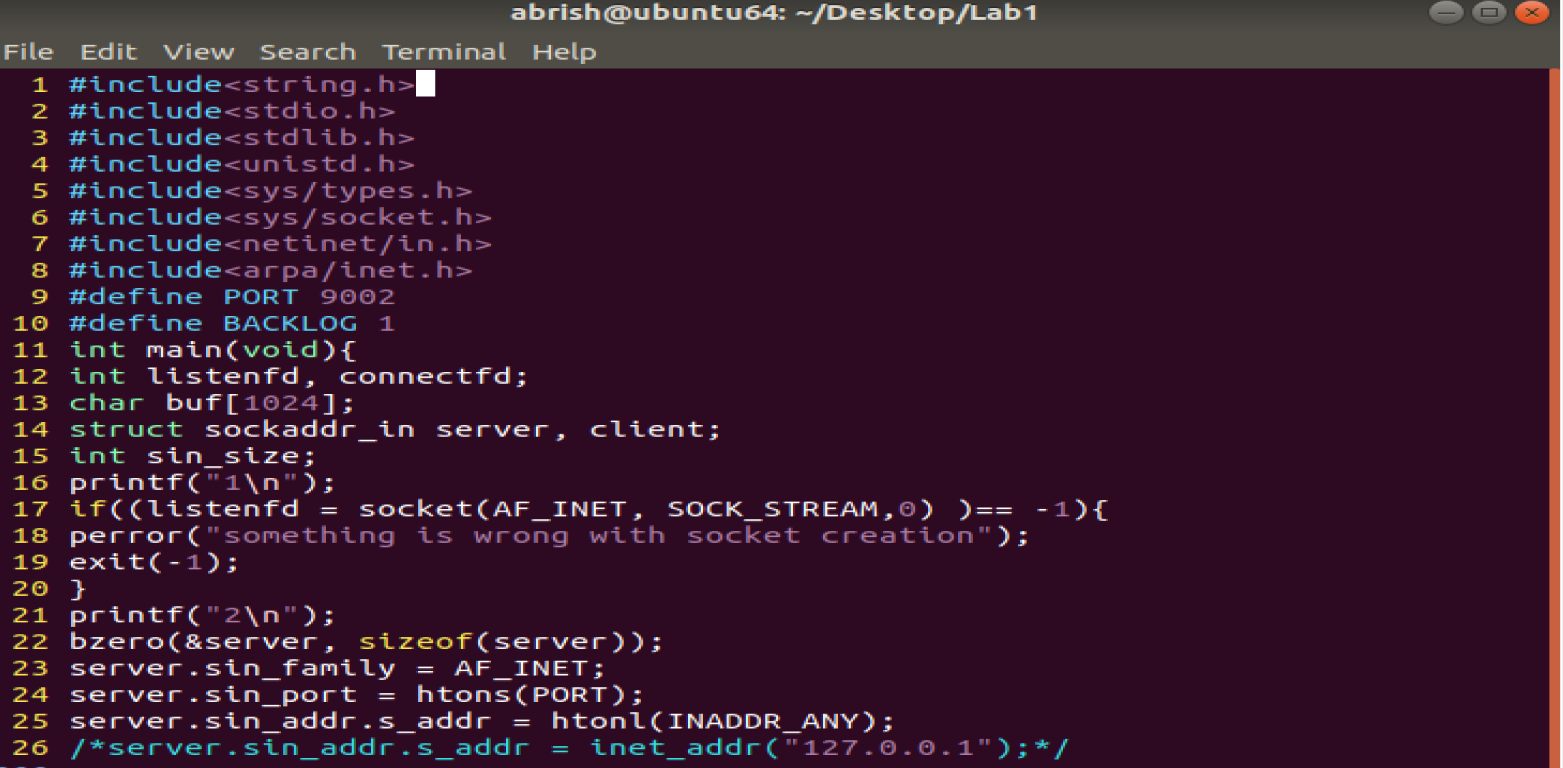 abrish@ubuntu64: ~/Desktop/Lab1
File Edit View Search Terminal Help
1 #include<string.h>
2 #include<stdio.h>
3 #include<stdlib.h>
4 #include<unistd.h>
5 #include<sys/types.h>
6 #include<sys/socket.h>
7 #include<netinet/in.h>
8 #include<arpa/inet.h>
9 #define PORT 9002
10 #define BACKLOG 1
11 int main(void){
12 int listenfd, connectfd;
13 char buf[1024];
14 struct sockaddr_in server, client;
15 int sin_size;
16 printf("1\n");
17 if((listenfd = socket(AF_INET, SOCK_STREAM,0) )== -1){
18 perror("something is wrong with socket creation");
19 exit(-1);
20 }
21 printf("2\n");
22 bzero(&server, sizeof(server));
23 server.sin_family = AF_INET;
24 server.sin_port = htons(PORT);
25 server.sin_addr.s_addr = htonl(INADDR_ANY);
26 /*server.sin_addr.s_addr = inet_addr("127.0.0.1");*/